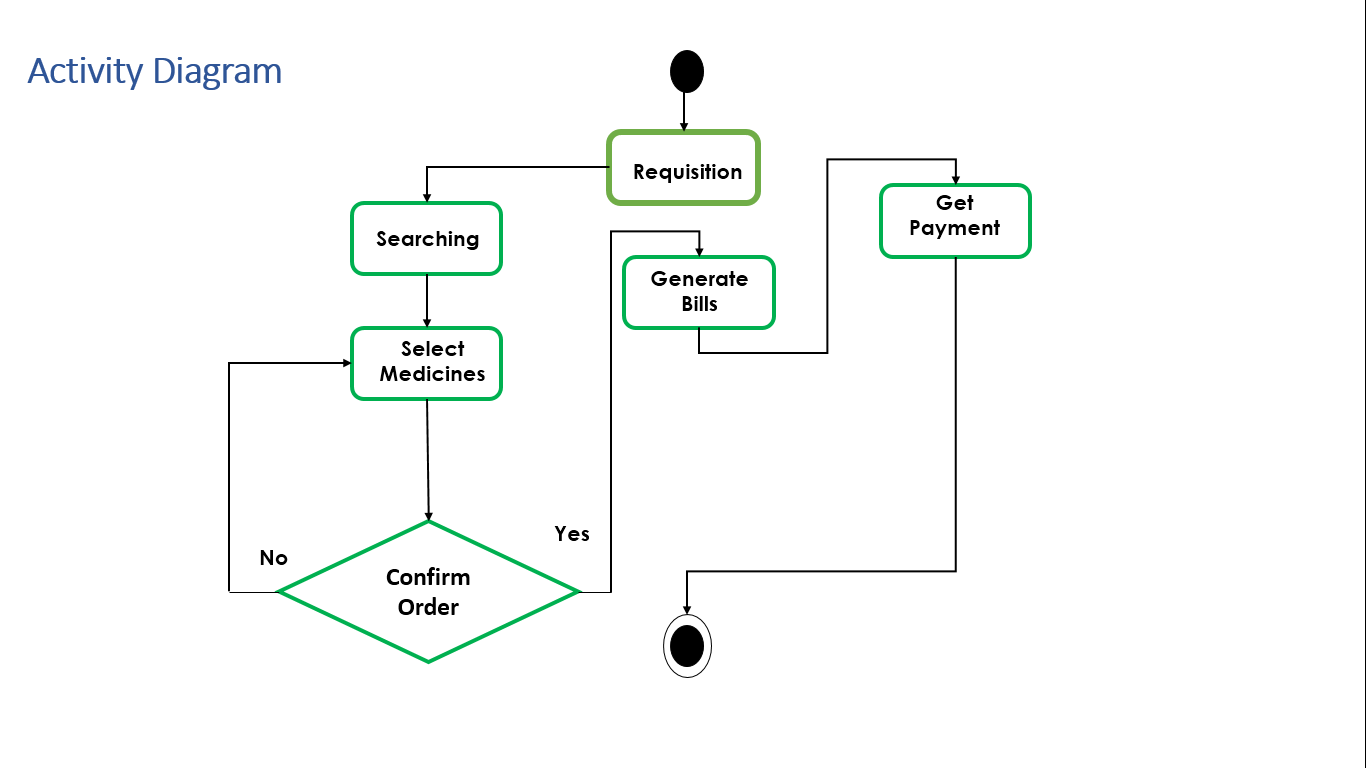 Activity Diagram
Requisition
Get
Payment
Searching
Generate
Bills
Select
Medicines
Yes
No
Confirm
Order